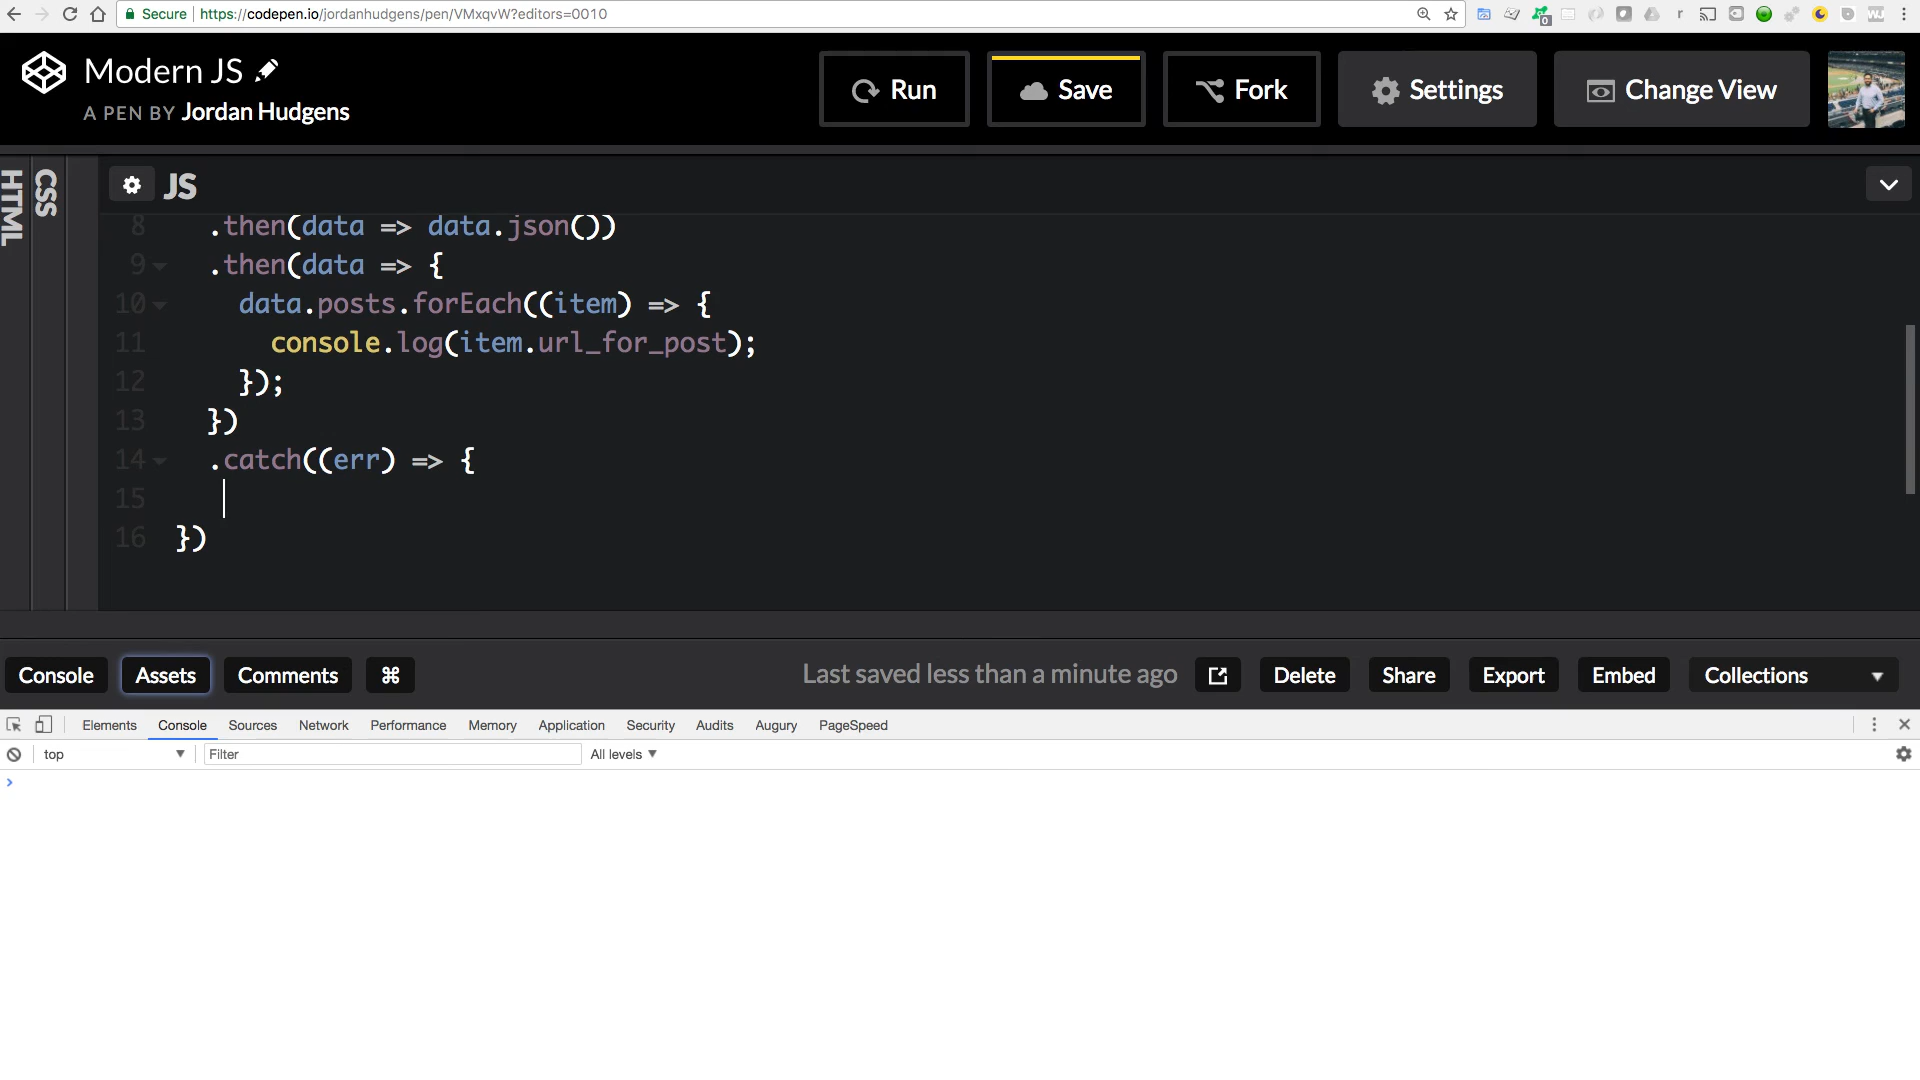 Secure https://codepen.io/jordanhudgens/pen/VMxqvW?editors=0010
0
r
Modern JS
A PEN BY Jordan Hudgens
Run
Save
Fork
Settings
Change View
HTML
CSS
JS
8 .then(data => data.json())
9 .then(data => {
10 data.posts.forEach((item) => {
11 console.log(item.url_for_post);
12 });
13 })
14 .catch((err) => {
15
16 })
Console Assets Comments ⌘ Last saved less than a minute ago Delete Share Export Embed Collections ▼
Elements Console Sources Network Performance Memory Application Security Audits Augury PageSpeed
top ▼ Filter All levels ▼
>